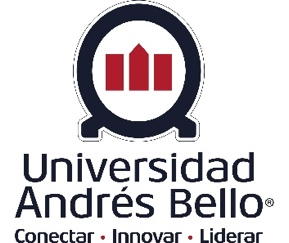 Universidad
Andrés Bello®
Conectar • Innovar • Liderar